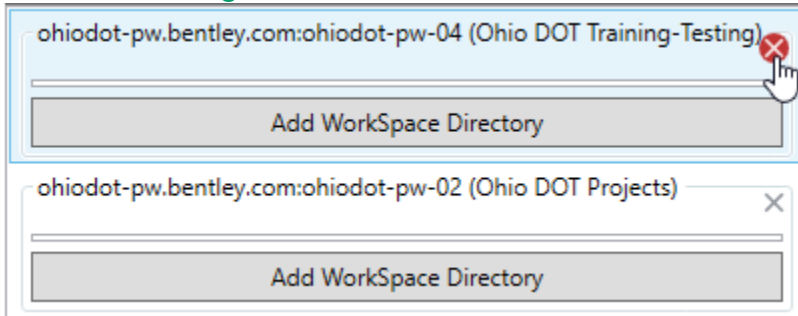 ohiodot-pw.bentley.com:ohiodot-pw-04 (Ohio DOT Training-Testing)
Add WorkSpace Directory
ohiodot-pw.bentley.com:ohiodot-pw-02 (Ohio DOT Projects)
Add WorkSpace Directory